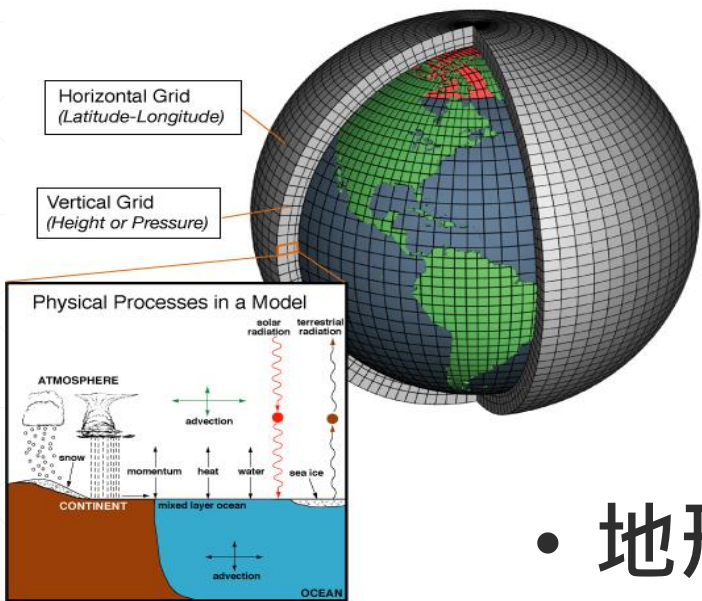 Horizontal Grid
(Latitude-Longitude)
Vertical Grid
(Height or Pressure)
Physical Processes in a Model
solar
radiation
terrestrial
radiation
ATMOSPHERE
advection
snow
momentum
heat
water
sea ice
CONTINENT
mixed layer ocean
advection
OCEAN
• 地形